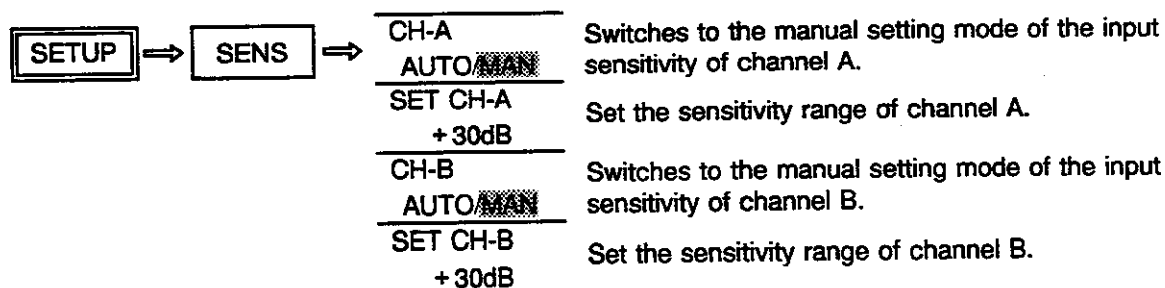 SETUP ⇒ SENS ⇒
CH-A
AUTO/MAN
Switches to the manual setting mode of the input
sensitivity of channel A.
SET CH-A
+30dB
Set the sensitivity range of channel A.
CH-B
AUTO/MAN
Switches to the manual setting mode of the input
sensitivity of channel B.
SET CH-B
+30dB
Set the sensitivity range of channel B.